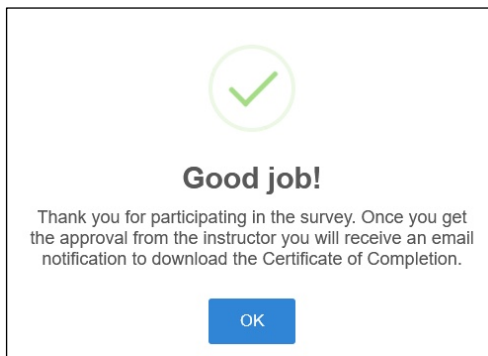 Good job!
Thank you for participating in the survey. Once you get
the approval from the instructor you will receive an email
notification to download the Certificate of Completion.
OK